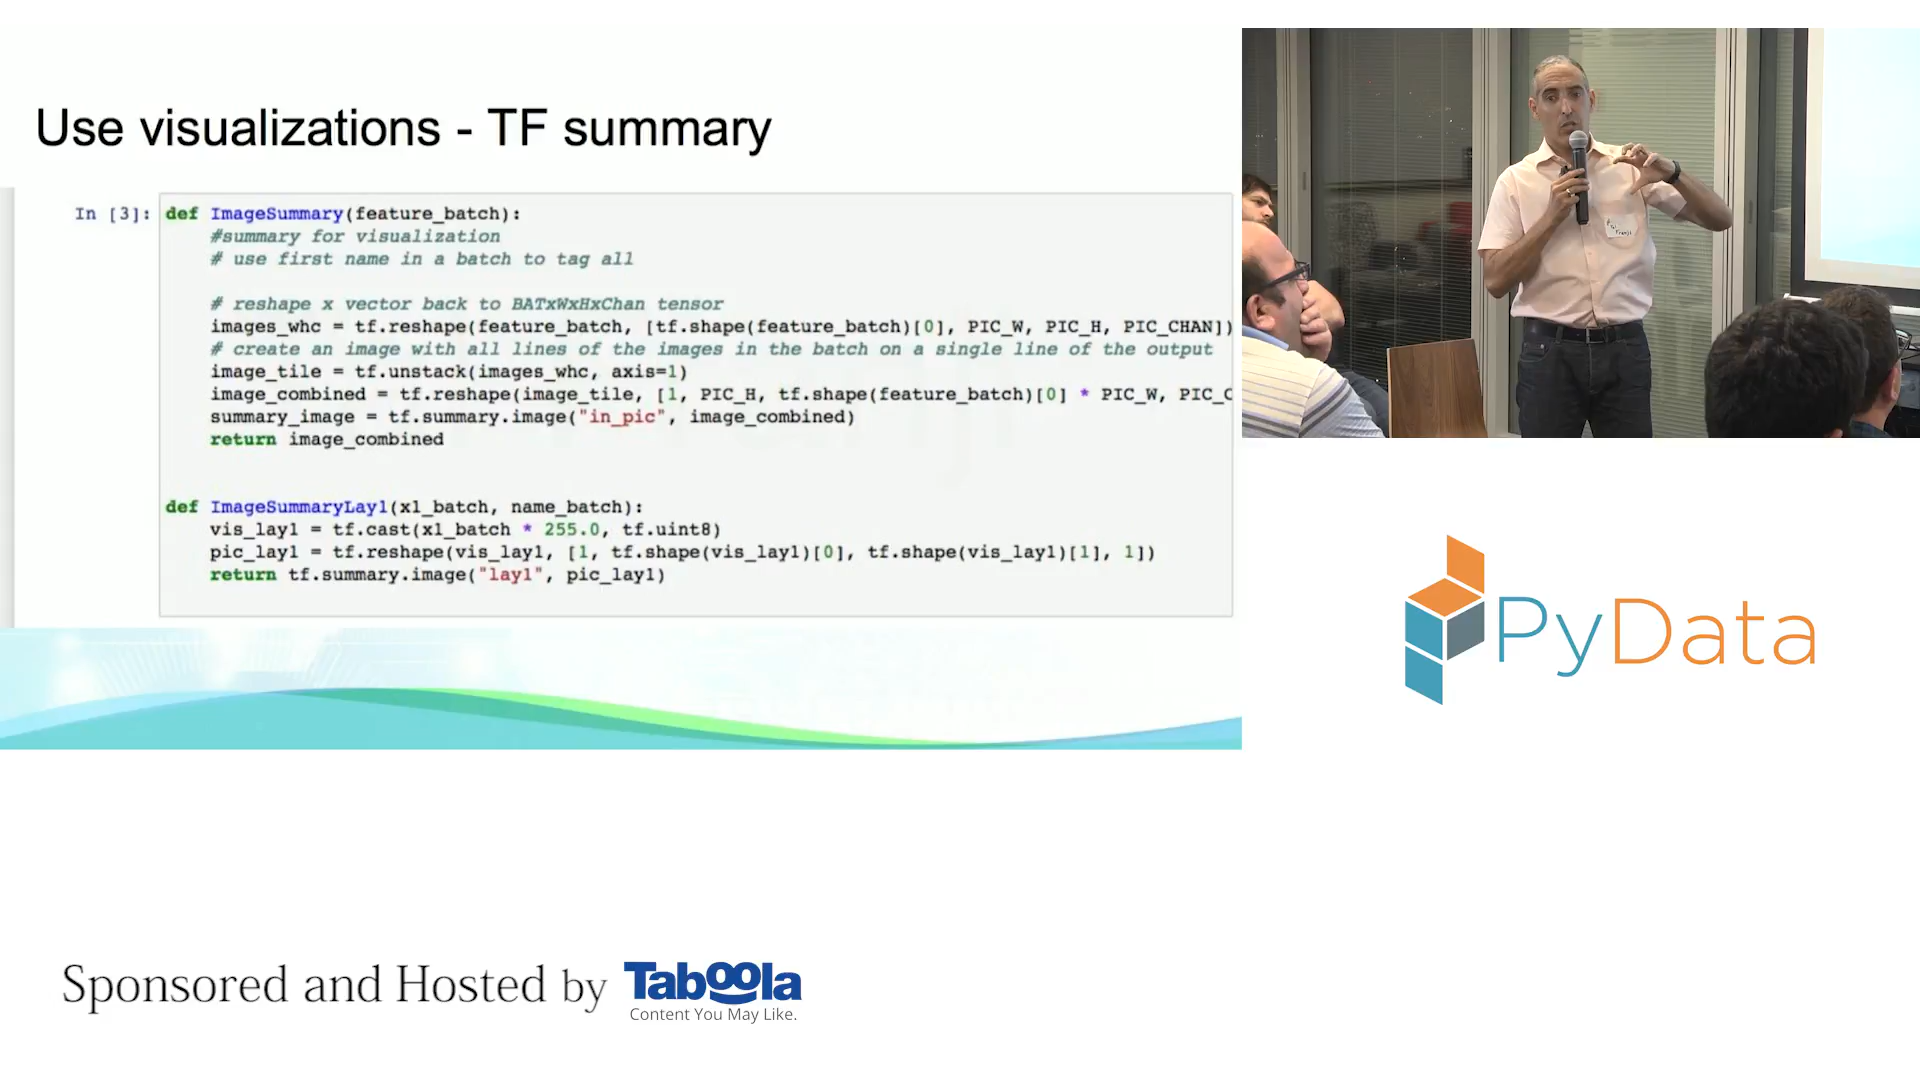 Use visualizations - TF summary
In [3]: def ImageSummary(feature_batch):
#summary for visualization
# use first name in a batch to tag all
# reshape x vector back to BATxWxHxChan tensor
images_whc = tf.reshape(feature_batch, [tf.shape(feature_batch)[0], PIC_W, PIC_H, PIC_CHAN])
# create an image with all lines of the images in the batch on a single line of the output
image_tile = tf.unstack(images_whc, axis=1)
image_combined = tf.reshape(image_tile, [1, PIC_H, tf.shape(feature_batch)[0] * PIC_W, PIC_C
summary_image = tf.summary.image("in_pic", image_combined)
return image_combined
def ImageSummaryLay1(x1_batch, name_batch):
vis_lay1 = tf.cast(x1_batch * 255.0, tf.uint8)
pic_lay1 = tf.reshape(vis_lay1, [1, tf.shape(vis_lay1)[0], tf.shape(vis_lay1)[1], 1])
return tf.summary.image("lay1", pic_lay1)
PyData
Sponsored and Hosted by Taboola
Content You May Like.